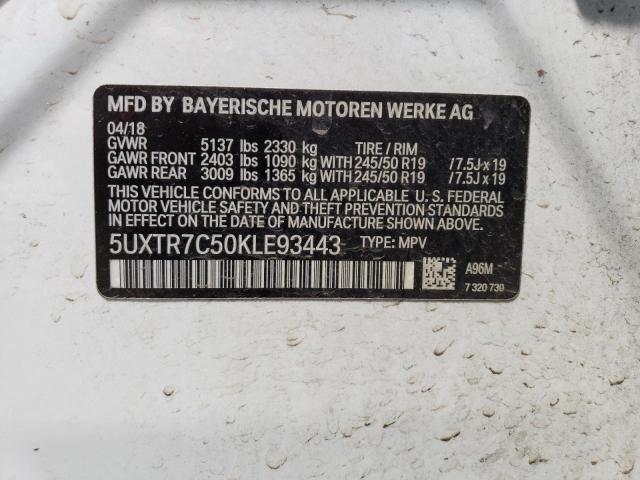 MFD BY BAYERISCHE MOTOREN WERKE AG
04/18
GVWR 5137 lbs 2330 kg TIRE / RIM
GAWR FRONT 2403 lbs 1090 kg WITH 245/50 R19 /7.5J x 19
GAWR REAR 3009 lbs 1365 kg WITH 245/50 R19 /7.5J x 19
THIS VEHICLE CONFORMS TO ALL APPLICABLE U. S. FEDERAL
MOTOR VEHICLE SAFETY AND THEFT PREVENTION STANDARDS
IN EFFECT ON THE DATE OF MANUFACTURE SHOWN ABOVE.
5UXTR7C50KLE93443 TYPE: MPV
A96M
7 320 730